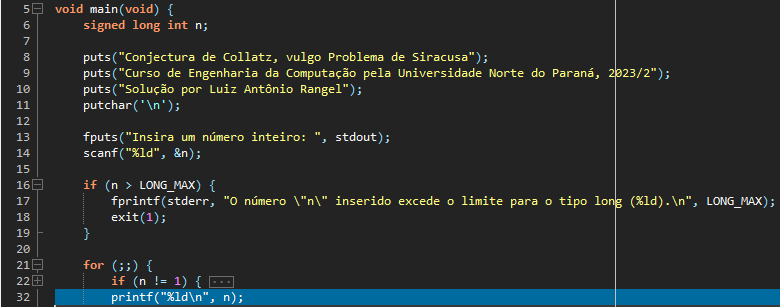 5 void main(void) {
6 signed long int n;
7
8 puts("Conjectura de Collatz, vulgo Problema de Siracusa");
9 puts("Curso de Engenharia da Computação pela Universidade Norte do Paraná, 2023/2");
10 puts("Solução por Luiz Antônio Rangel");
11 putchar('\n');
12
13 fputs("Insira um número inteiro: ", stdout);
14 scanf("%ld", &n);
15
16 if (n > LONG_MAX) {
17 fprintf(stderr, "O número \"n\" inserido excede o limite para o tipo long (%ld).\n", LONG_MAX);
18 exit(1);
19 }
20
21 for (;;) {
22 if (n != 1) { ...
32 printf("%ld\n", n);